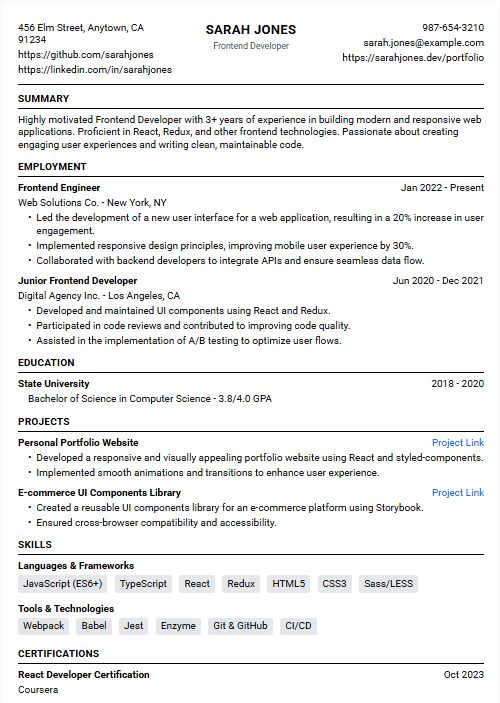 456 Elm Street, Anytown, CA
91234
https://github.com/sarahjones
https://linkedin.com/in/sarahjones
SARAH JONES
Frontend Developer
987-654-3210
sarah.jones@example.com
https://sarahjones.dev/portfolio
SUMMARY
Highly motivated Frontend Developer with 3+ years of experience in building modern and responsive web
applications. Proficient in React, Redux, and other frontend technologies. Passionate about creating
engaging user experiences and writing clean, maintainable code.
EMPLOYMENT
Frontend Engineer Jan 2022 - Present
Web Solutions Co. - New York, NY
• Led the development of a new user interface for a web application, resulting in a 20% increase in user
engagement.
• Implemented responsive design principles, improving mobile user experience by 30%.
• Collaborated with backend developers to integrate APIs and ensure seamless data flow.
Junior Frontend Developer Jun 2020 - Dec 2021
Digital Agency Inc. - Los Angeles, CA
• Developed and maintained UI components using React and Redux.
• Participated in code reviews and contributed to improving code quality.
• Assisted in the implementation of A/B testing to optimize user flows.
EDUCATION
State University 2018 - 2020
Bachelor of Science in Computer Science - 3.8/4.0 GPA
PROJECTS
Personal Portfolio Website Project Link
• Developed a responsive and visually appealing portfolio website using React and styled-components.
• Implemented smooth animations and transitions to enhance user experience.
E-commerce UI Components Library Project Link
• Created a reusable UI components library for an e-commerce platform using Storybook.
• Ensured cross-browser compatibility and accessibility.
SKILLS
Languages & Frameworks
JavaScript (ES6+) TypeScript React Redux HTML5 CSS3 Sass/LESS
Tools & Technologies
Webpack Babel Jest Enzyme Git & GitHub CI/CD
CERTIFICATIONS
React Developer Certification Oct 2023
Coursera